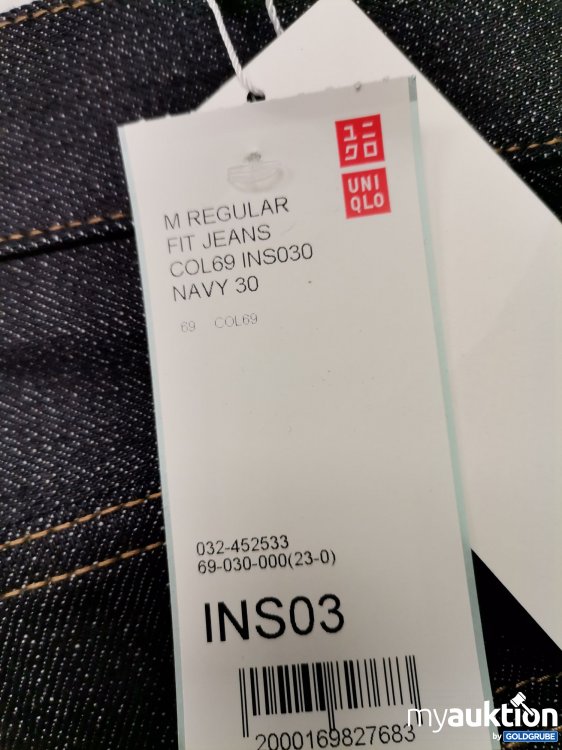 ユニ
クロ
UNI
QLO
M REGULAR
FIT JEANS
COL69 INS030
NAVY 30
69 COL69
032-452533
69-030-000(23-0)
INS03
2000169827683
myauktion
by GOLDGRUBE